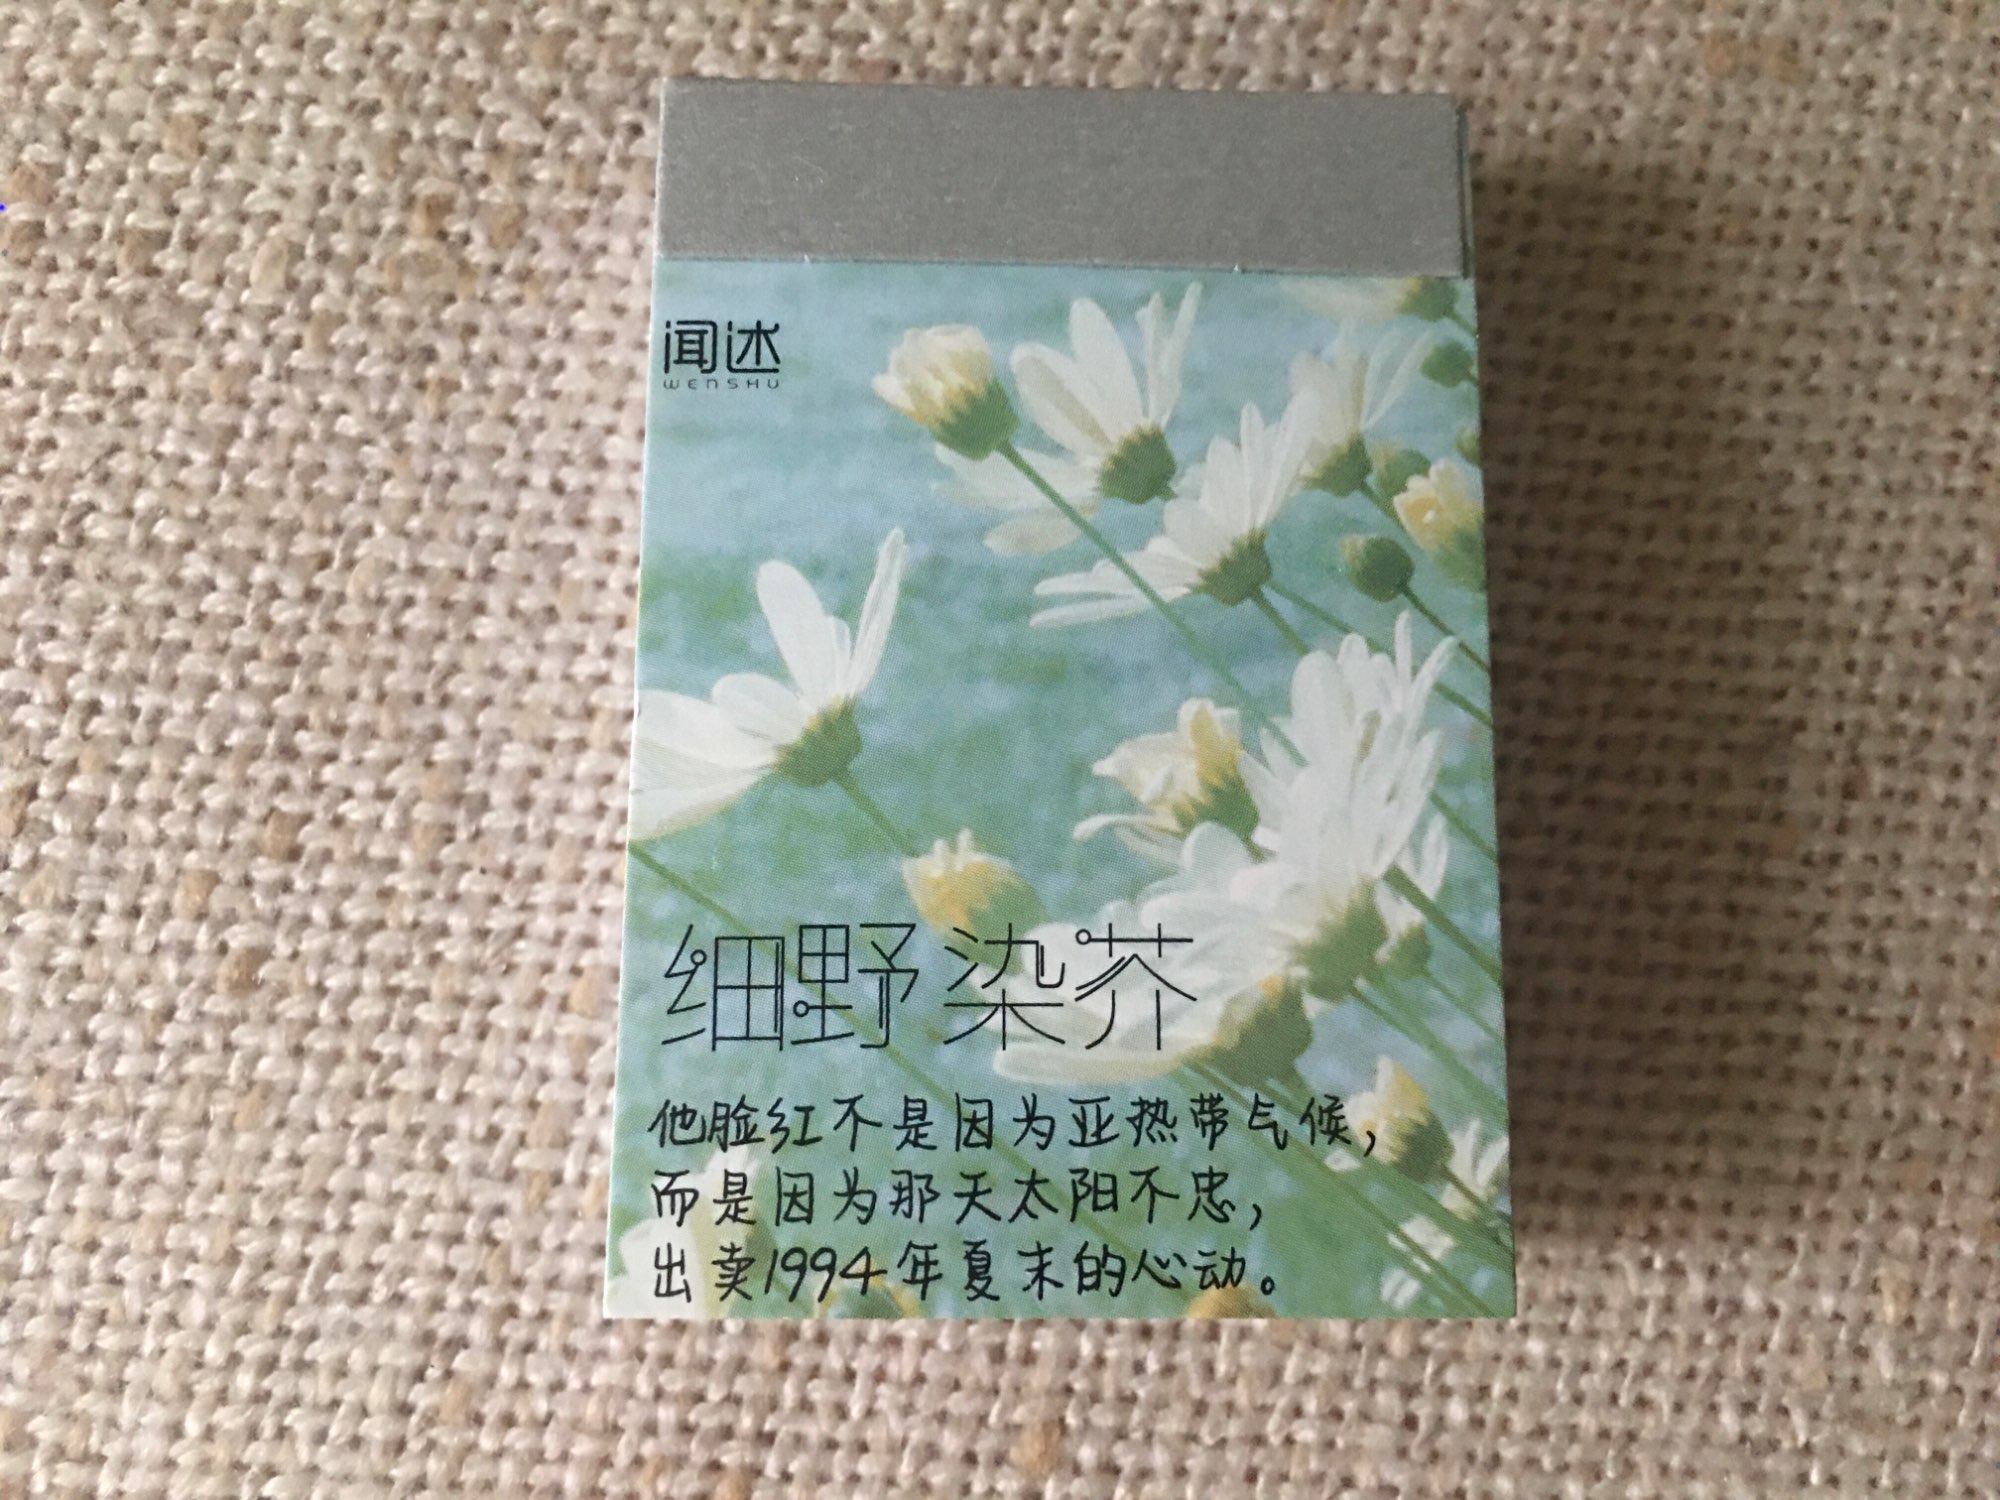 闻述
WENSHU
细野染芥
他脸红不是因为亚热带气候，
而是因为那天太阳不忠，
出卖1994年夏末的心动。